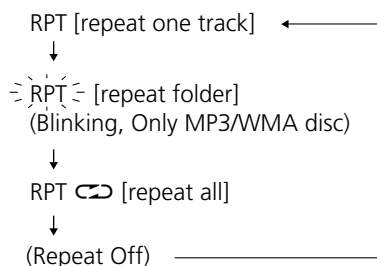 RPT [repeat one track]
RPT [repeat folder]
(Blinking, Only MP3/WMA disc)
RPT [repeat all]
(Repeat Off)